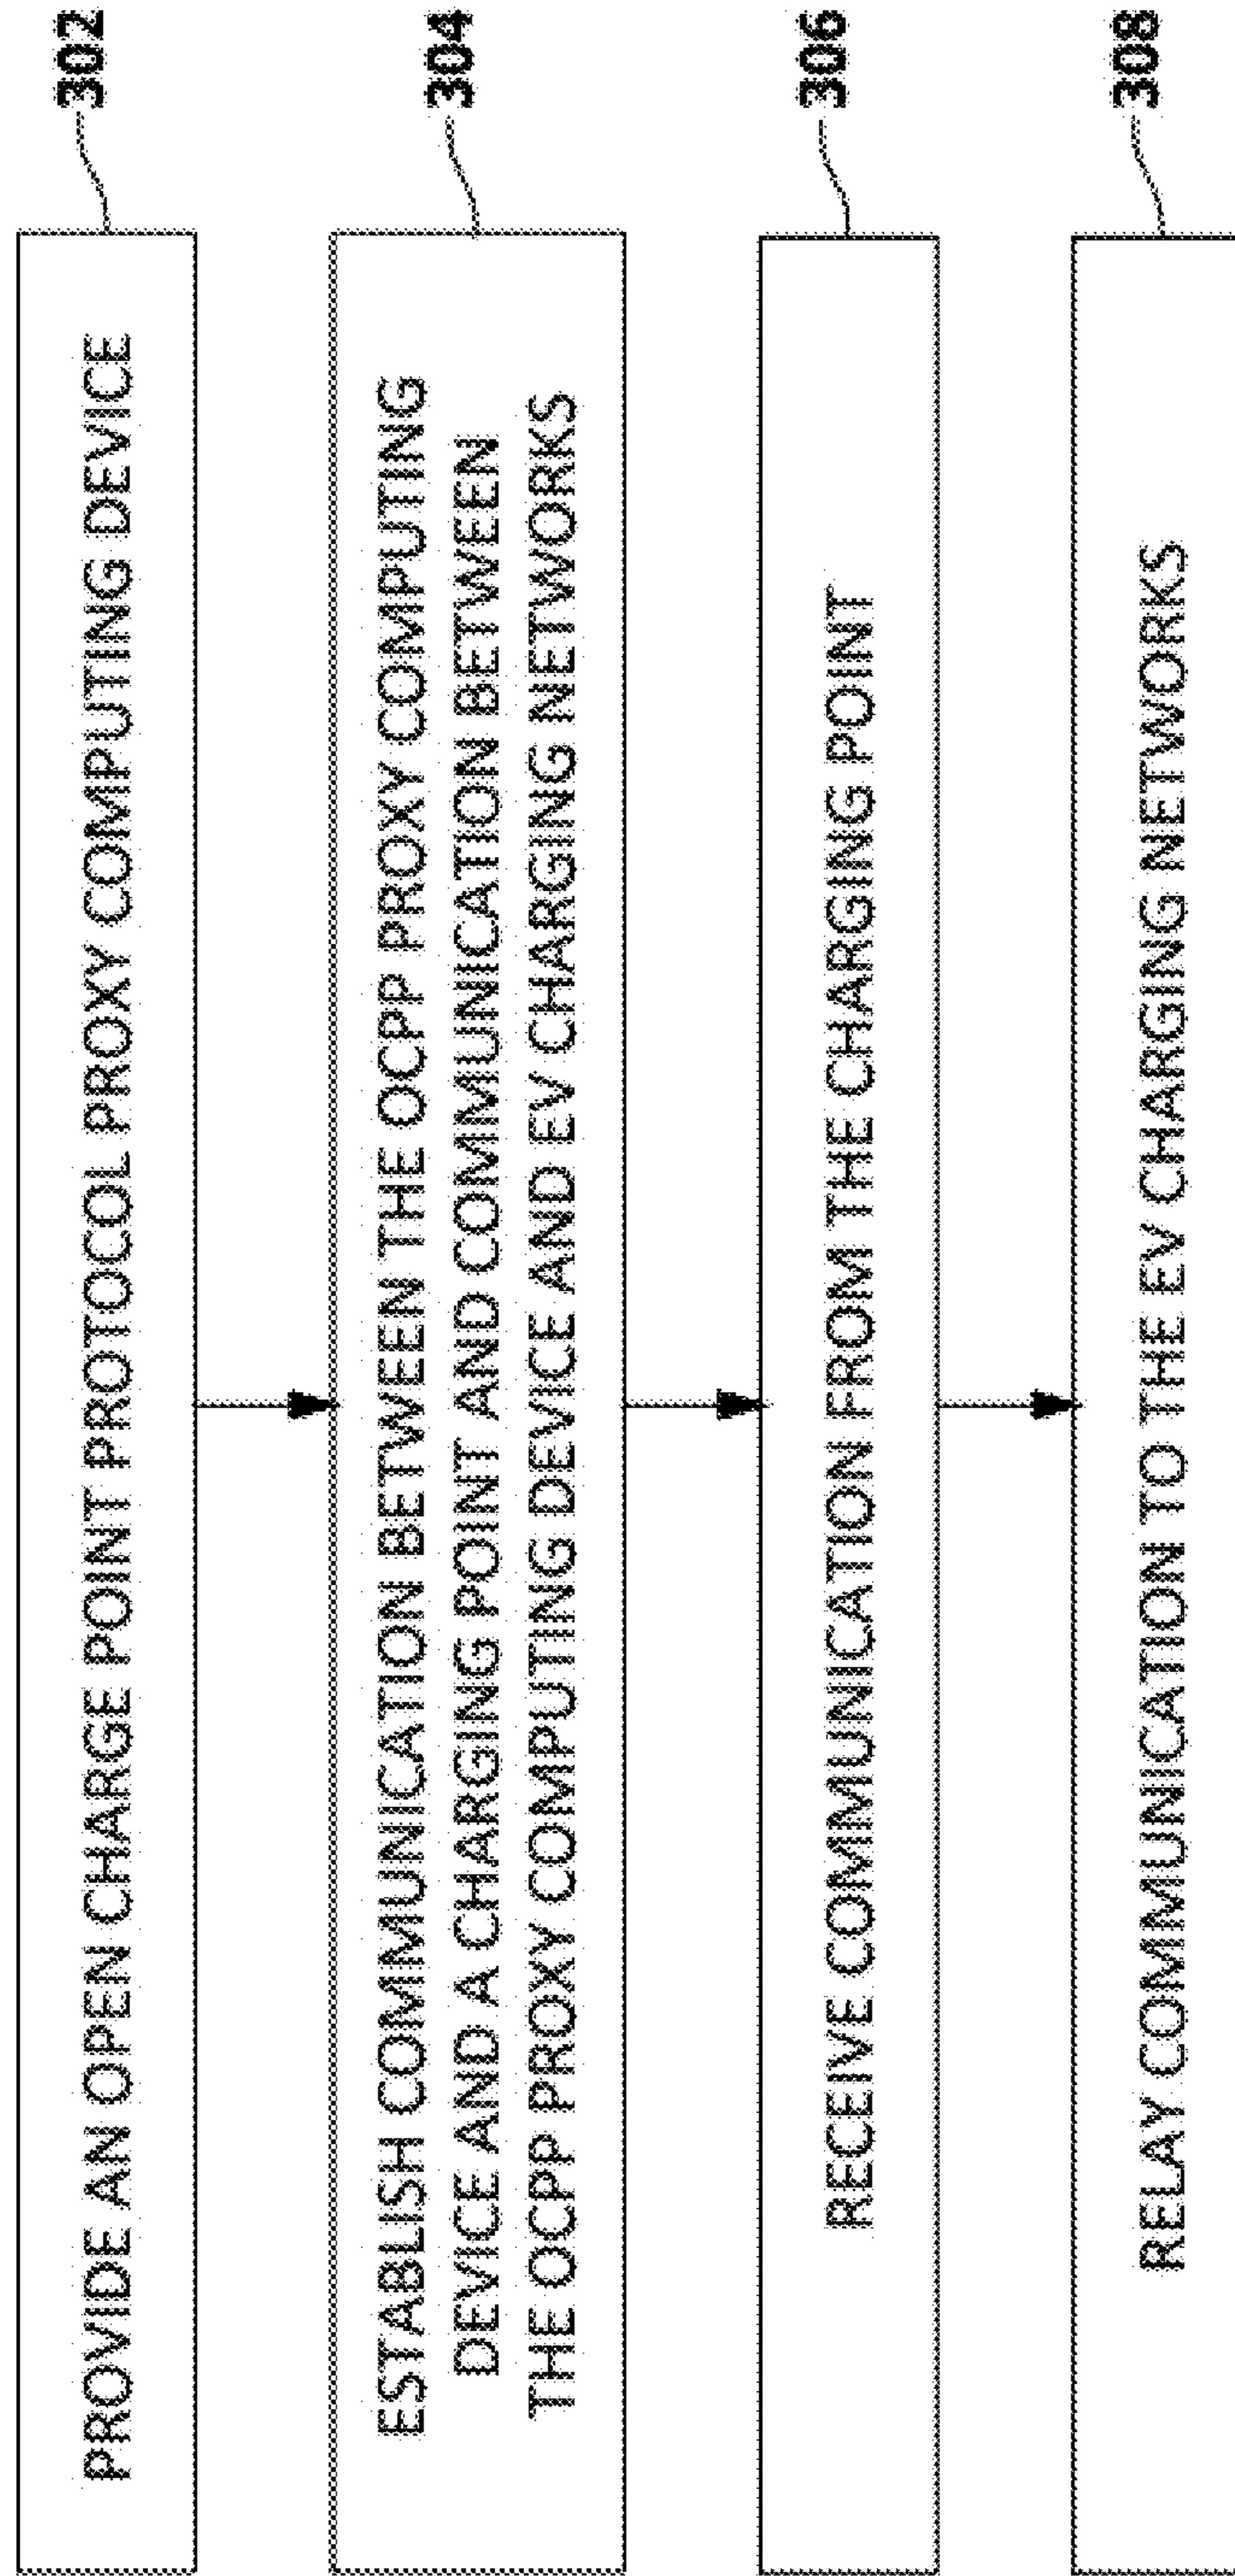 302
PROVIDE AN OPEN CHARGE POINT PROTOCOL PROXY COMPUTING DEVICE
304
ESTABLISH COMMUNICATION BETWEEN THE OCPP PROXY COMPUTING
DEVICE AND A CHARGING POINT AND COMMUNICATION BETWEEN
THE OCPP PROXY COMPUTING DEVICE AND EV CHARGING NETWORKS
306
RECEIVE COMMUNICATION FROM THE CHARGING POINT
308
RELAY COMMUNICATION TO THE EV CHARGING NETWORKS